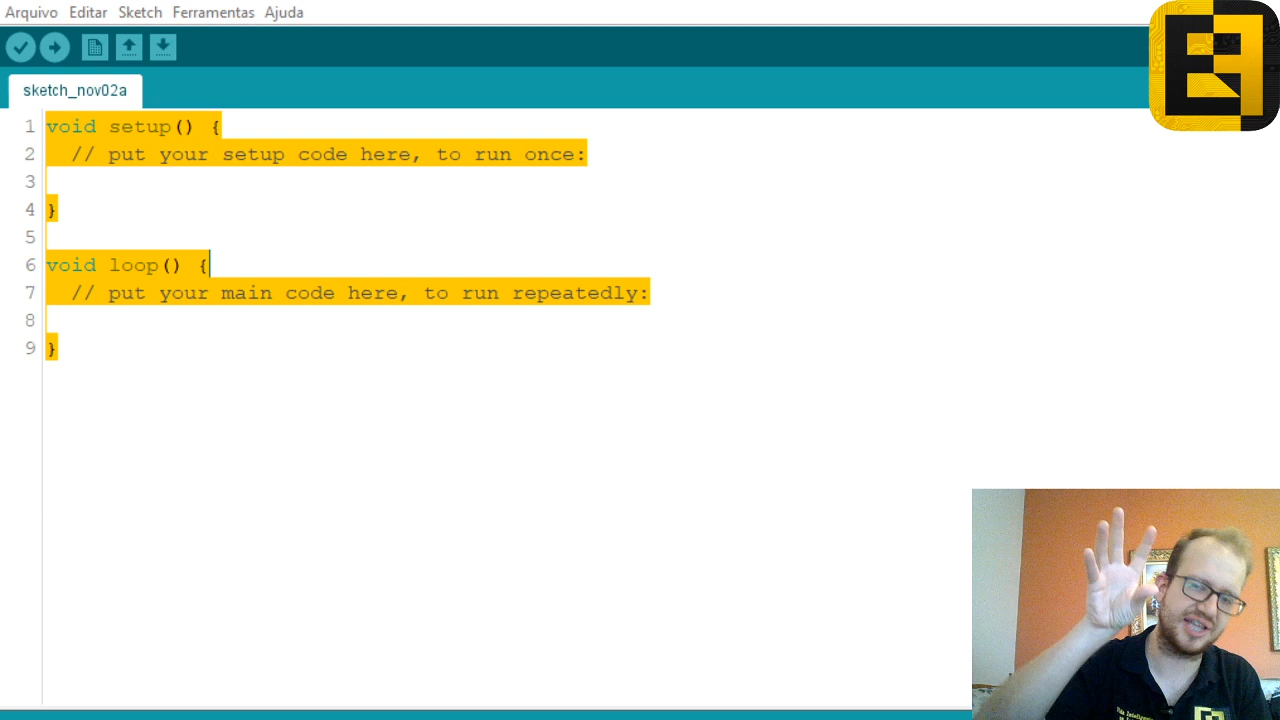 Arquivo Editar Sketch Ferramentas Ajuda
sketch_nov02a
1 void setup() {
2 // put your setup code here, to run once:
3
4 }
5
6 void loop() {
7 // put your main code here, to run repeatedly:
8
9 }